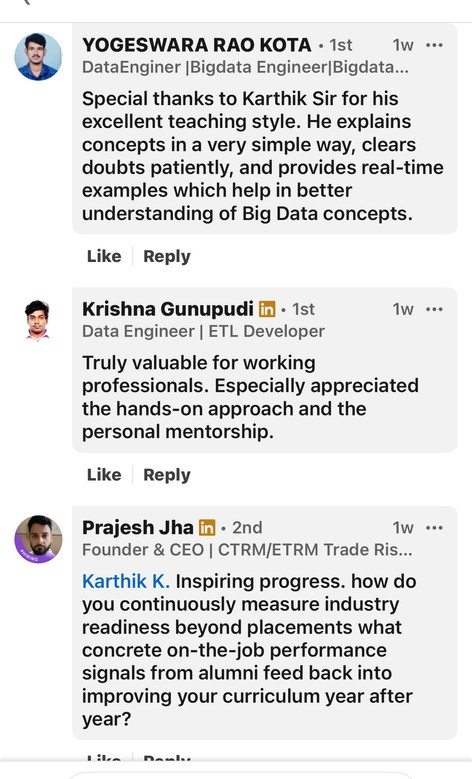 YOGESWARA RAO KOTA • 1st 1w •••
DataEnginer |Bigdata Engineer|Bigdata...
Special thanks to Karthik Sir for his
excellent teaching style. He explains
concepts in a very simple way, clears
doubts patiently, and provides real-time
examples which help in better
understanding of Big Data concepts.
Like Reply
Krishna Gunupudi in • 1st 1w •••
Data Engineer | ETL Developer
Truly valuable for working
professionals. Especially appreciated
the hands-on approach and the
personal mentorship.
Like Reply
Prajesh Jha in • 2nd 1w •••
Founder & CEO | CTRM/ETRM Trade Ris...
Karthik K. Inspiring progress. how do
you continuously measure industry
readiness beyond placements what
concrete on-the-job performance
signals from alumni feed back into
improving your curriculum year after
year?
Like Reply